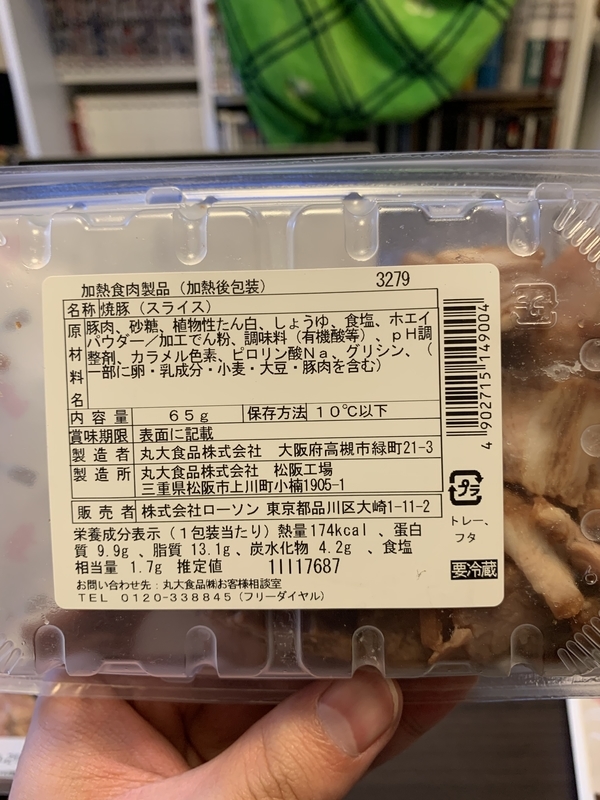 加熱食肉製品（加熱後包装） 3279
名称 焼豚（スライス）
原材料名 豚肉、砂糖、植物性たん白、しょうゆ、食塩、ホエイ
パウダー／加工でん粉、調味料（有機酸等）、ｐＨ調
整剤、カラメル色素、ピロリン酸Ｎａ、グリシン、（
一部に卵・乳成分・小麦・大豆・豚肉を含む）
内容量 ６５ｇ 保存方法 １０℃以下
賞味期限 表面に記載
製造者 丸大食品株式会社 大阪府高槻市緑町21-3
製造所 丸大食品株式会社 松阪工場
三重県松阪市上川町小楠1905-1
販売者 株式会社ローソン 東京都品川区大崎1-11-2
栄養成分表示（１包装当たり）熱量174kcal 、蛋白
質 9.9g 、脂質 13.1g、炭水化物 4.2g 、食塩
相当量 1.7g 推定値 1I117687
お問い合わせ先：丸大食品㈱お客様相談室
ＴＥＬ ０１２０−３３８８４５（フリーダイヤル）
4 902715 149004
プラ
トレー、
フタ
要冷蔵